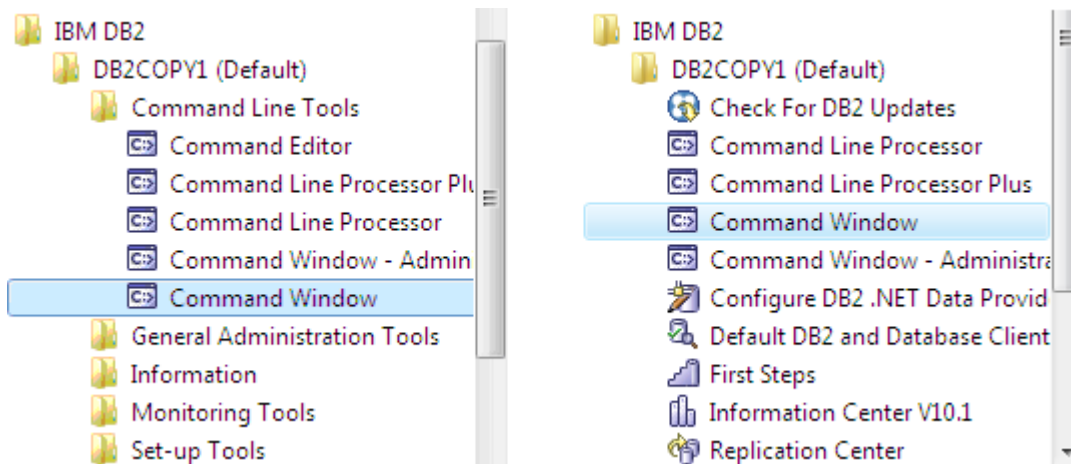 IBM DB2
DB2COPY1 (Default)
Command Line Tools
Command Editor
Command Line Processor Plu
Command Line Processor
Command Window - Admin
Command Window
General Administration Tools
Information
Monitoring Tools
Set-up Tools
IBM DB2
DB2COPY1 (Default)
Check For DB2 Updates
Command Line Processor
Command Line Processor Plus
Command Window
Command Window - Administra
Configure DB2 .NET Data Provid
Default DB2 and Database Client
First Steps
Information Center V10.1
Replication Center